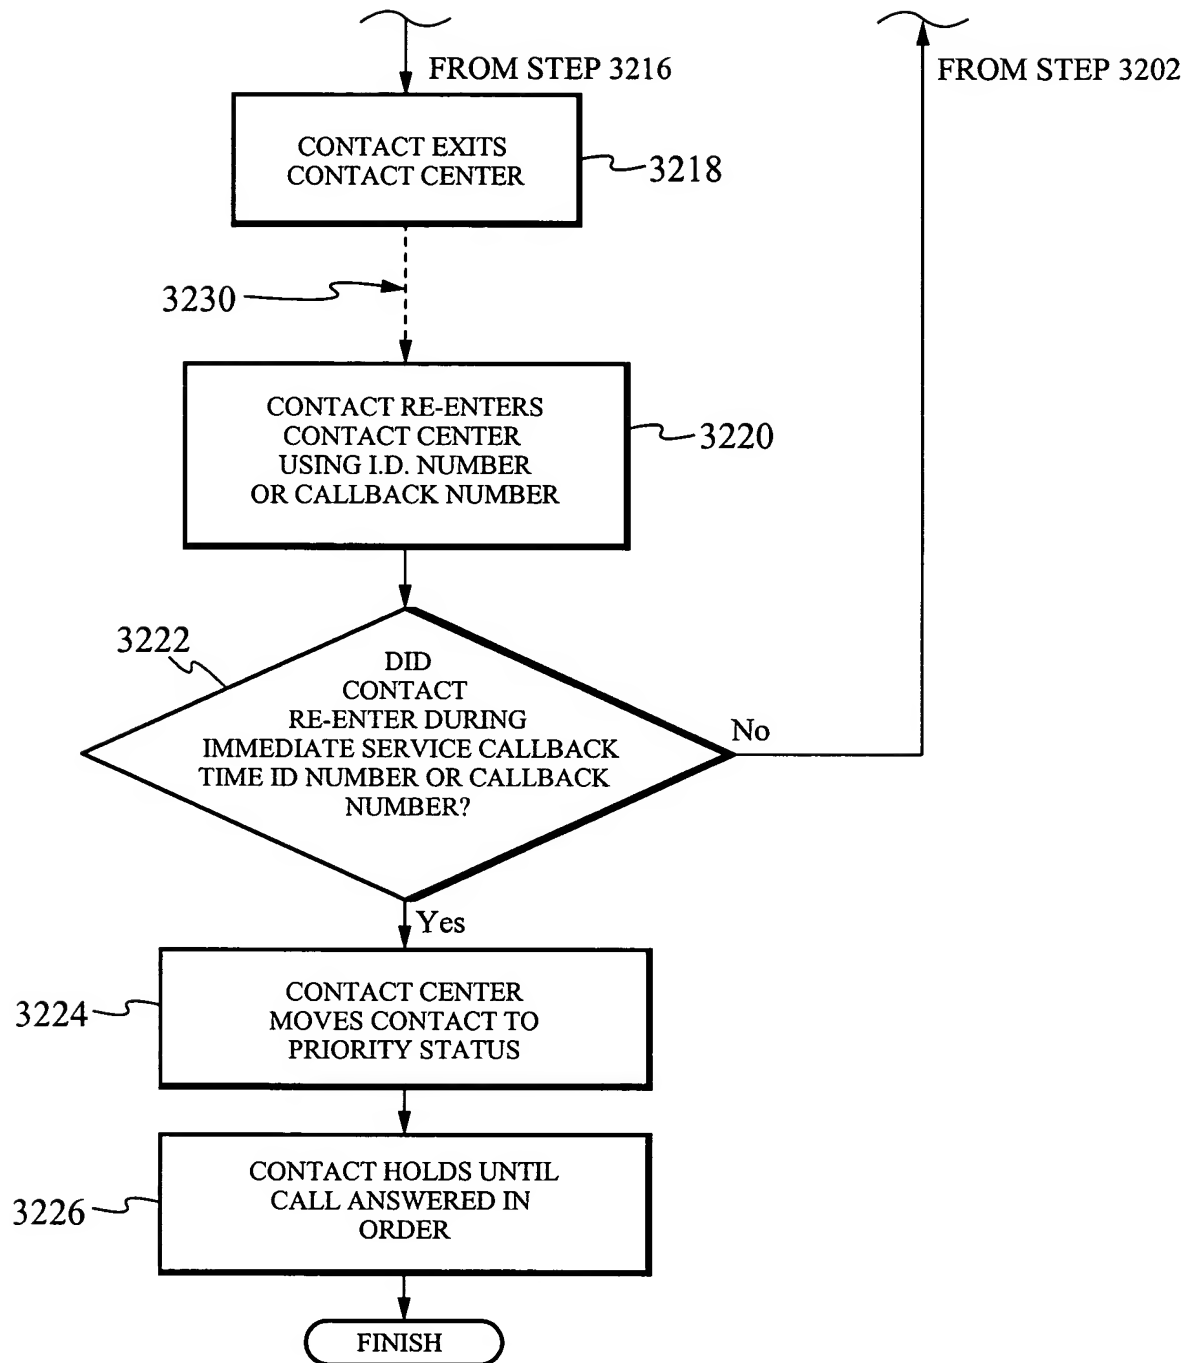 FROM STEP 3216
FROM STEP 3202
CONTACT EXITS
CONTACT CENTER
3218
3230
CONTACT RE-ENTERS
CONTACT CENTER
USING I.D. NUMBER
OR CALLBACK NUMBER
3220
3222
DID
CONTACT
RE-ENTER DURING
IMMEDIATE SERVICE CALLBACK
TIME ID NUMBER OR CALLBACK
NUMBER?
No
Yes
CONTACT CENTER
MOVES CONTACT TO
PRIORITY STATUS
3224
CONTACT HOLDS UNTIL
CALL ANSWERED IN
ORDER
3226
FINISH